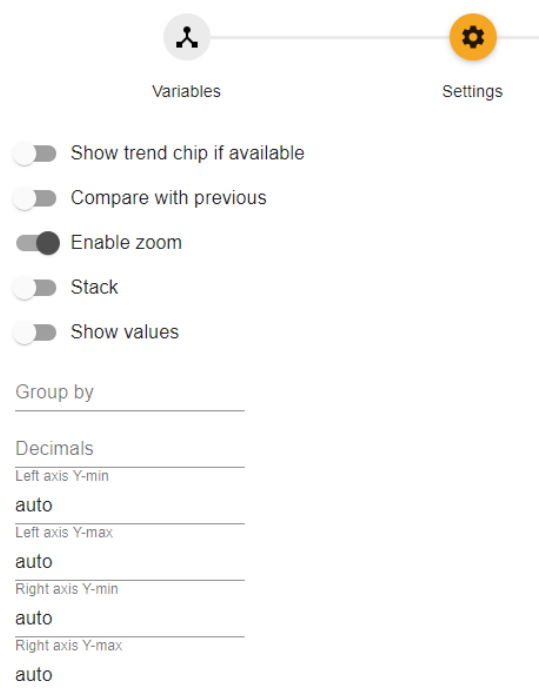 Variables
Settings
Show trend chip if available
Compare with previous
Enable zoom
Stack
Show values
Group by
Decimals
Left axis Y-min
auto
Left axis Y-max
auto
Right axis Y-min
auto
Right axis Y-max
auto